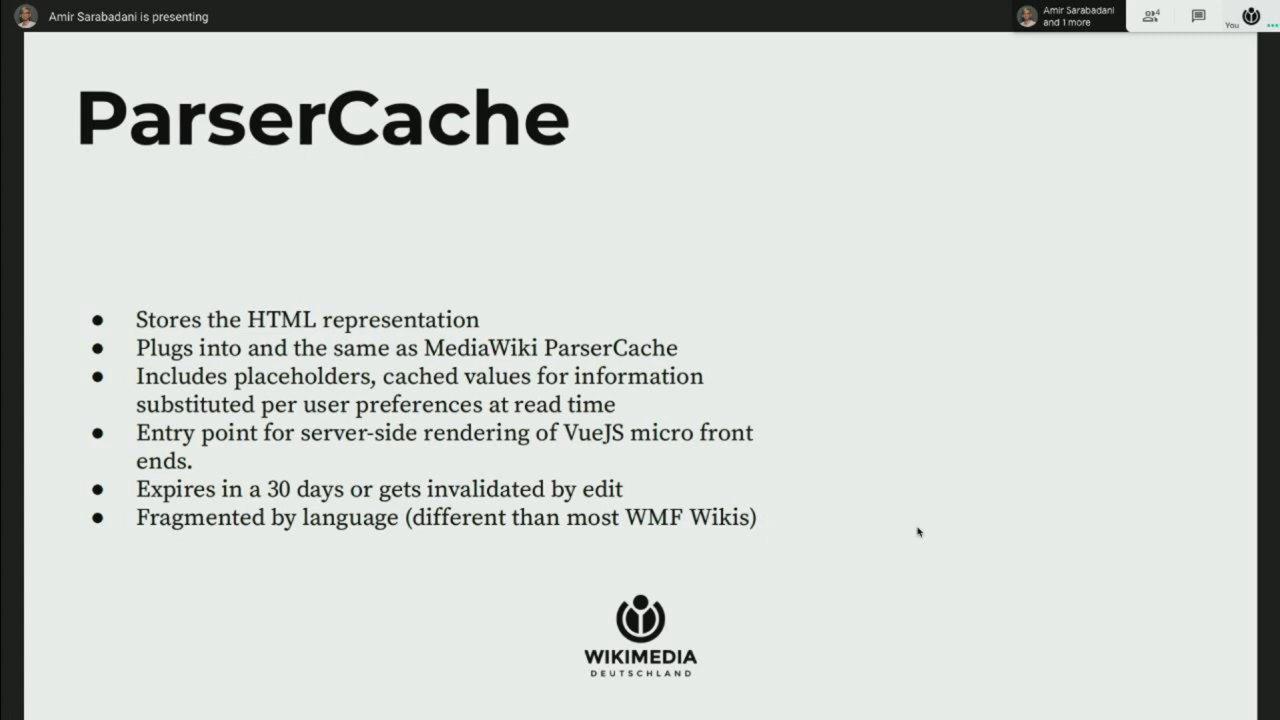 Amir Sarabadani is presenting
Amir Sarabadani
and 1 more
4
You
ParserCache
● Stores the HTML representation
● Plugs into and the same as MediaWiki ParserCache
● Includes placeholders, cached values for information
substituted per user preferences at read time
● Entry point for server-side rendering of VueJS micro front
ends.
● Expires in a 30 days or gets invalidated by edit
● Fragmented by language (different than most WMF Wikis)
WIKIMEDIA
DEUTSCHLAND